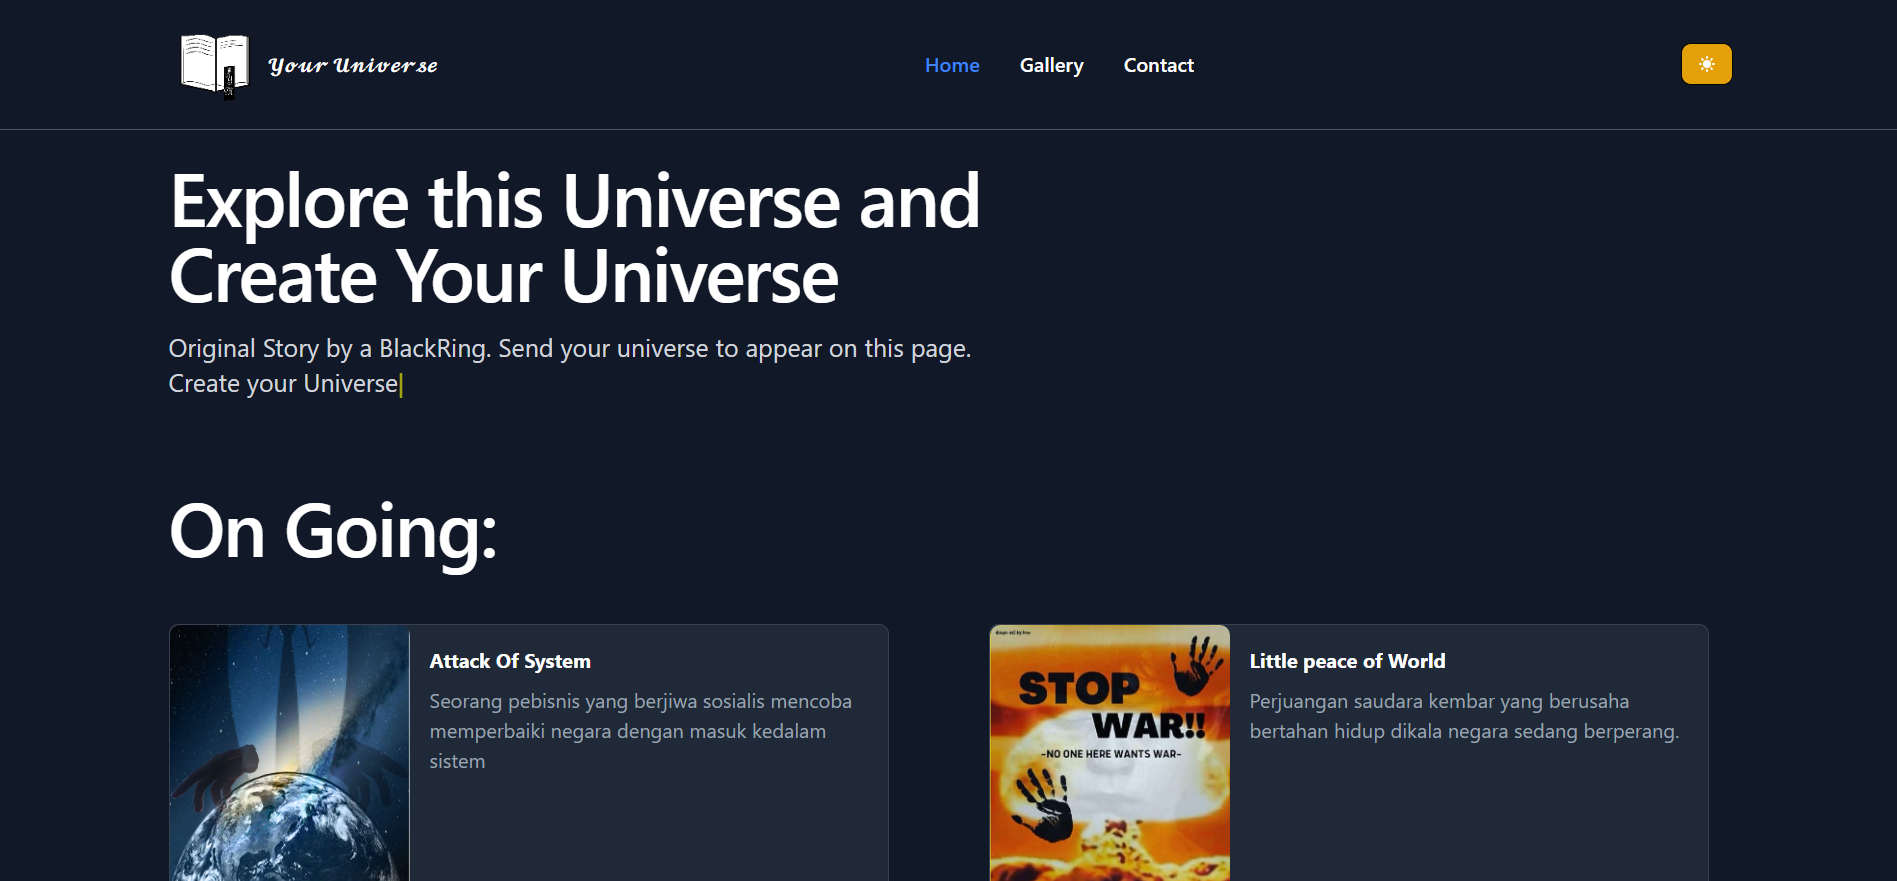 Your Universe
Home
Gallery
Contact
Explore this Universe and
Create Your Universe
Original Story by a BlackRing. Send your universe to appear on this page.
Create your Universe|
On Going:
Attack Of System
Seorang pebisnis yang berjiwa sosialis mencoba
memperbaiki negara dengan masuk kedalam
sistem
STOP
WAR!!
-NO ONE HERE WANTS WAR-
Little peace of World
Perjuangan saudara kembar yang berusaha
bertahan hidup dikala negara sedang berperang.